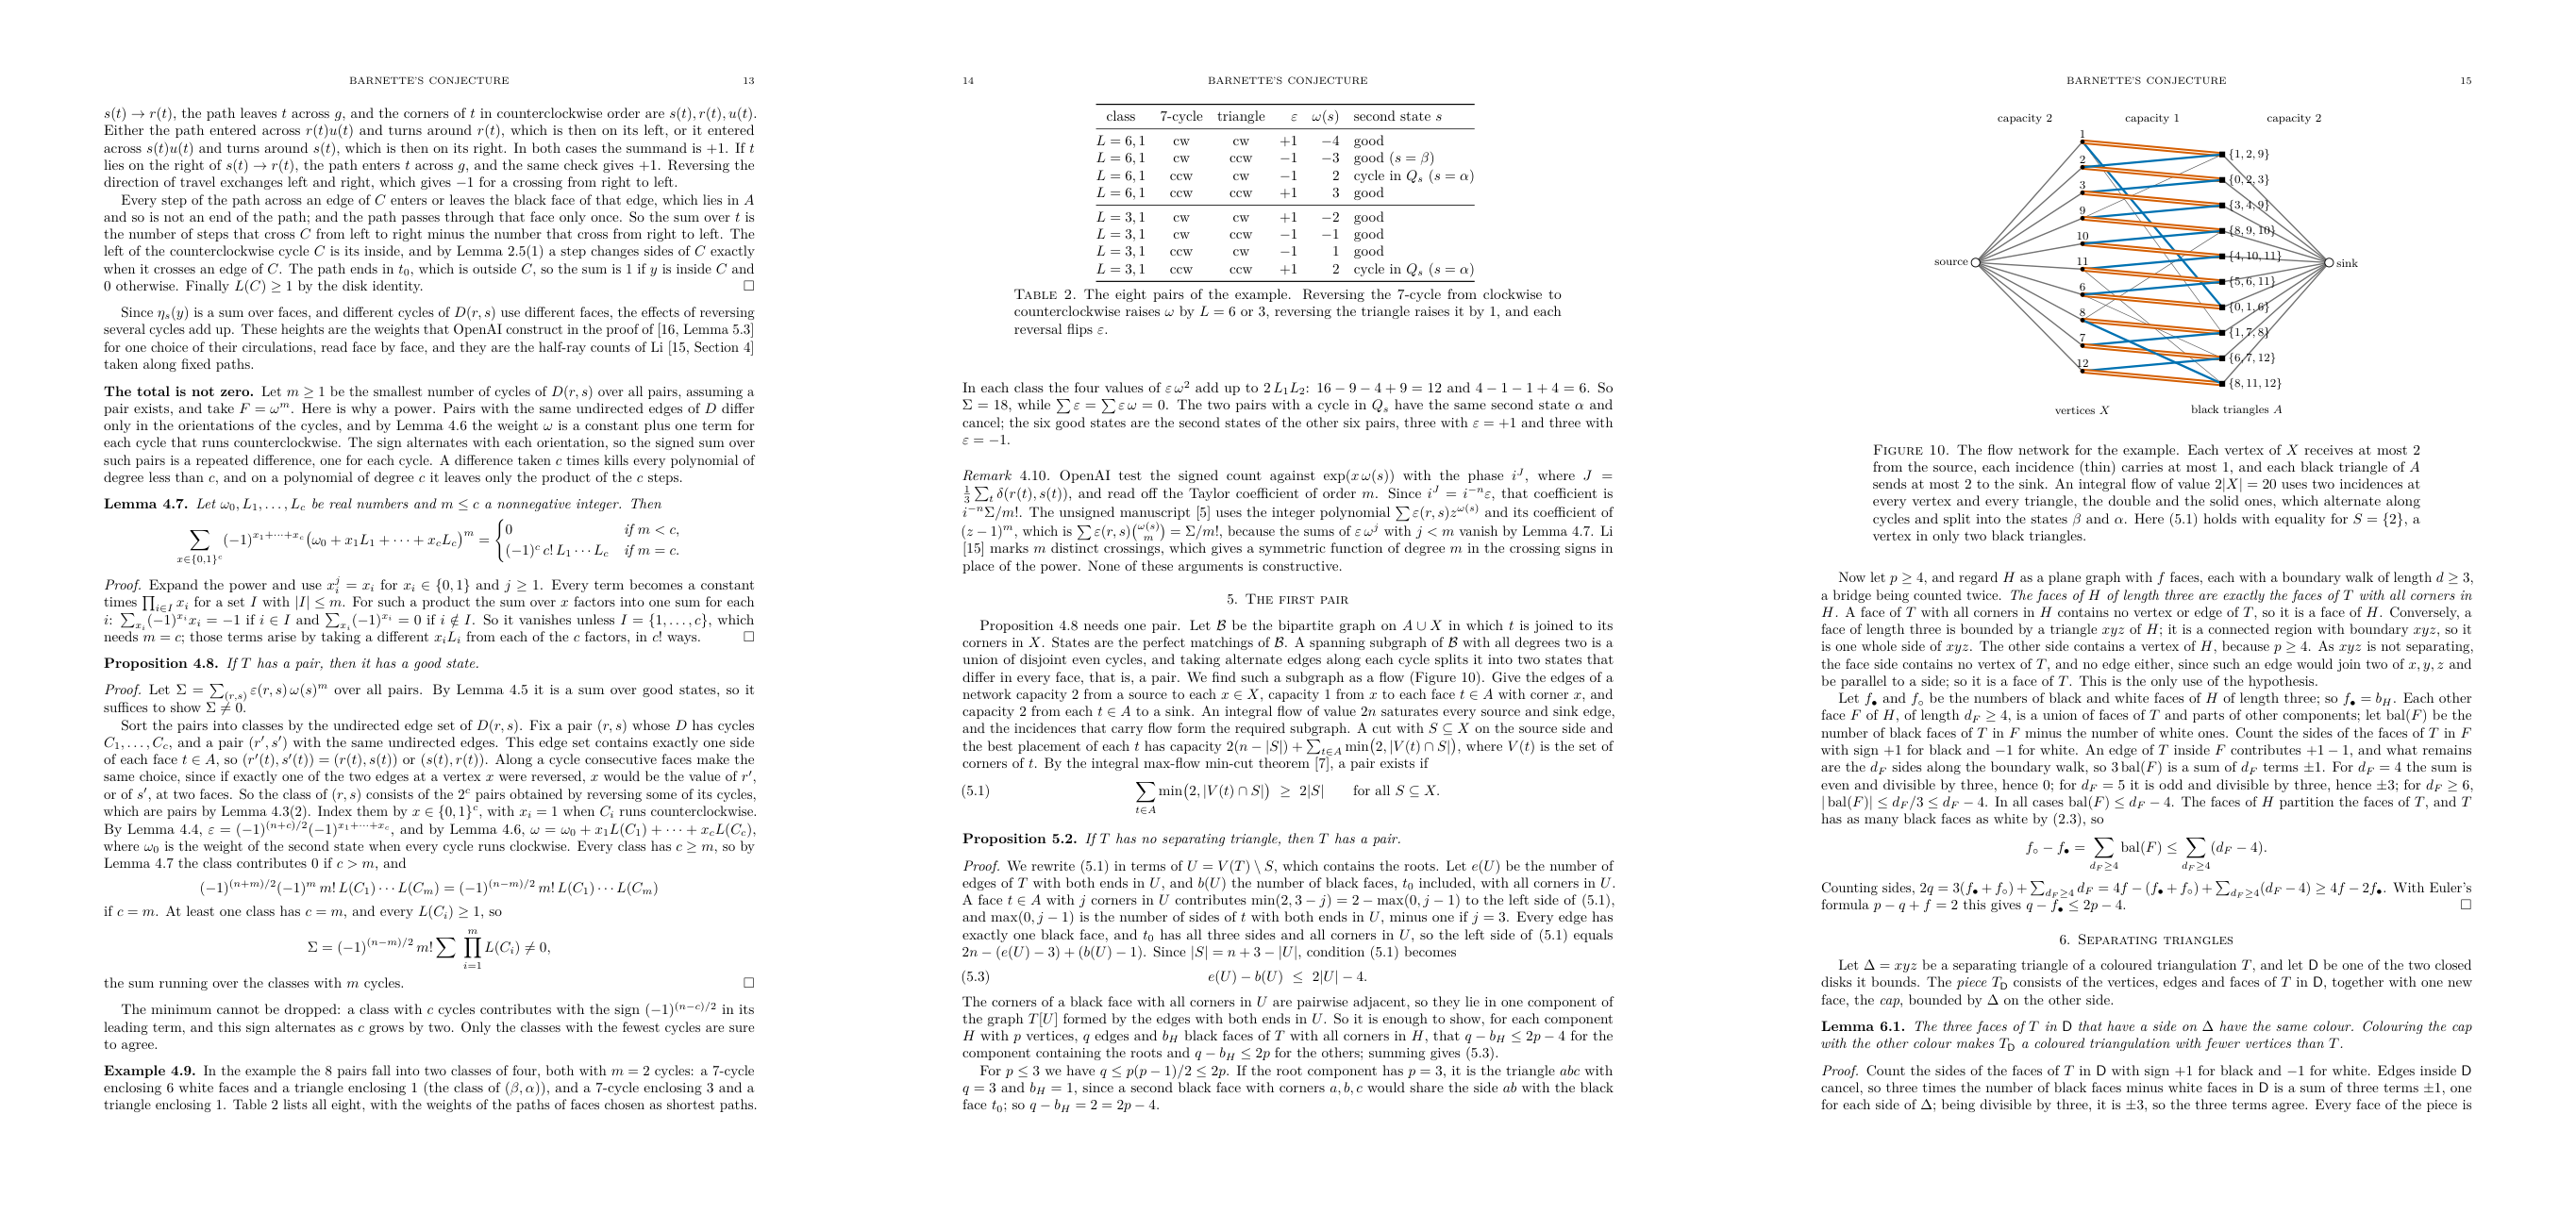 BARNETTE'S CONJECTURE 13
s(t) → r(t), the path leaves t across g, and the corners of t in counterclockwise order are s(t), r(t), u(t).
Either the path entered across r(t)u(t) and turns around r(t), which is then on its left, or it entered
across s(t)u(t) and turns around s(t), which is then on its right. In both cases the summand is +1. If t
lies on the right of s(t) → r(t), the path enters t across g, and the same check gives +1. Reversing the
direction of travel exchanges left and right, which gives −1 for a crossing from right to left.
Every step of the path across an edge of C enters or leaves the black face of that edge, which lies in A
and so is not an end of the path; and the path passes through that face only once. So the sum over t is
the number of steps that cross C from left to right minus the number that cross from right to left. The
left of the counterclockwise cycle C is its inside, and by Lemma 2.5(1) a step changes sides of C exactly
when it crosses an edge of C. The path ends in t₀, which is outside C, so the sum is 1 if y is inside C and
0 otherwise. Finally L(C) ≥ 1 by the disk identity. □
Since η_s(y) is a sum over faces, and different cycles of D(r, s) use different faces, the effects of reversing
several cycles add up. These heights are the weights that OpenAI construct in the proof of [16, Lemma 5.3]
for one choice of their circulations, read face by face, and they are the half-ray counts of Li [15, Section 4]
taken along fixed paths.
The total is not zero. Let m ≥ 1 be the smallest number of cycles of D(r, s) over all pairs, assuming a
pair exists, and take F = ω^m. Here is why a power. Pairs with the same undirected edges of D differ
only in the orientations of the cycles, and by Lemma 4.6 the weight ω is a constant plus one term for
each cycle that runs counterclockwise. The sign alternates with each orientation, so the signed sum over
such pairs is a repeated difference, one for each cycle. A difference taken c times kills every polynomial of
degree less than c, and on a polynomial of degree c it leaves only the product of the c steps.
Lemma 4.7. Let ω₀, L₁, . . . , L_c be real numbers and m ≤ c a nonnegative integer. Then
∑_{x∈{0,1}^c} (−1)^{x₁+⋯+x_c} (ω₀ + x₁L₁ + ⋯ + x_cL_c)^m = { 0 if m < c,
(−1)^c c! L₁ ⋯ L_c if m = c.
Proof. Expand the power and use x_i^j = x_i for x_i ∈ {0, 1} and j ≥ 1. Every term becomes a constant
times ∏_{i∈I} x_i for a set I with |I| ≤ m. For such a product the sum over x factors into one sum for each
i: ∑_{x_i}(−1)^{x_i} x_i = −1 if i ∈ I and ∑_{x_i}(−1)^{x_i} = 0 if i ∉ I. So it vanishes unless I = {1, . . . , c}, which
needs m = c; those terms arise by taking a different x_iL_i from each of the c factors, in c! ways. □
Proposition 4.8. If T has a pair, then it has a good state.
Proof. Let Σ = ∑_{(r,s)} ε(r, s) ω(s)^m over all pairs. By Lemma 4.5 it is a sum over good states, so it
suffices to show Σ ≠ 0.
Sort the pairs into classes by the undirected edge set of D(r, s). Fix a pair (r, s) whose D has cycles
C₁, . . . , C_c, and a pair (r′, s′) with the same undirected edges. This edge set contains exactly one side
of each face t ∈ A, so (r′(t), s′(t)) = (r(t), s(t)) or (s(t), r(t)). Along a cycle consecutive faces make the
same choice, since if exactly one of the two edges at a vertex x were reversed, x would be the value of r′,
or of s′, at two faces. So the class of (r, s) consists of the 2^c pairs obtained by reversing some of its cycles,
which are pairs by Lemma 4.3(2). Index them by x ∈ {0, 1}^c, with x_i = 1 when C_i runs counterclockwise.
By Lemma 4.4, ε = (−1)^{(n+c)/2}(−1)^{x₁+⋯+x_c}, and by Lemma 4.6, ω = ω₀ + x₁L(C₁) + ⋯ + x_cL(C_c),
where ω₀ is the weight of the second state when every cycle runs clockwise. Every class has c ≥ m, so by
Lemma 4.7 the class contributes 0 if c > m, and
(−1)^{(n+m)/2}(−1)^m m! L(C₁) ⋯ L(C_m) = (−1)^{(n−m)/2} m! L(C₁) ⋯ L(C_m)
if c = m. At least one class has c = m, and every L(C_i) ≥ 1, so
Σ = (−1)^{(n−m)/2} m! ∑ ∏_{i=1}^{m} L(C_i) ≠ 0,
the sum running over the classes with m cycles. □
The minimum cannot be dropped: a class with c cycles contributes with the sign (−1)^{(n−c)/2} in its
leading term, and this sign alternates as c grows by two. Only the classes with the fewest cycles are sure
to agree.
Example 4.9. In the example the 8 pairs fall into two classes of four, both with m = 2 cycles: a 7-cycle
enclosing 6 white faces and a triangle enclosing 1 (the class of (β, α)), and a 7-cycle enclosing 3 and a
triangle enclosing 1. Table 2 lists all eight, with the weights of the paths of faces chosen as shortest paths.
14 BARNETTE'S CONJECTURE
class 7-cycle triangle ε ω(s) second state s
L = 6, 1 cw cw +1 −4 good
L = 6, 1 cw ccw −1 −3 good (s = β)
L = 6, 1 ccw cw −1 2 cycle in Q_s (s = α)
L = 6, 1 ccw ccw +1 3 good
L = 3, 1 cw cw +1 −2 good
L = 3, 1 cw ccw −1 −1 good
L = 3, 1 ccw cw −1 1 good
L = 3, 1 ccw ccw +1 2 cycle in Q_s (s = α)
Table 2. The eight pairs of the example. Reversing the 7-cycle from clockwise to
counterclockwise raises ω by L = 6 or 3, reversing the triangle raises it by 1, and each
reversal flips ε.
In each class the four values of ε ω² add up to 2 L₁L₂: 16 − 9 − 4 + 9 = 12 and 4 − 1 − 1 + 4 = 6. So
Σ = 18, while ∑ ε = ∑ ε ω = 0. The two pairs with a cycle in Q_s have the same second state α and
cancel; the six good states are the second states of the other six pairs, three with ε = +1 and three with
ε = −1.
Remark 4.10. OpenAI test the signed count against exp(x ω(s)) with the phase i^J, where J =
⅓ ∑_t δ(r(t), s(t)), and read off the Taylor coefficient of order m. Since i^J = i^{−n}ε, that coefficient is
i^{−n}Σ/m!. The unsigned manuscript [5] uses the integer polynomial ∑ ε(r, s)z^{ω(s)} and its coefficient of
(z − 1)^m, which is ∑ ε(r, s)(ω(s) m) = Σ/m!, because the sums of ε ω^j with j < m vanish by Lemma 4.7. Li
[15] marks m distinct crossings, which gives a symmetric function of degree m in the crossing signs in
place of the power. None of these arguments is constructive.
5. The first pair
Proposition 4.8 needs one pair. Let ℬ be the bipartite graph on A ∪ X in which t is joined to its
corners in X. States are the perfect matchings of ℬ. A spanning subgraph of ℬ with all degrees two is a
union of disjoint even cycles, and taking alternate edges along each cycle splits it into two states that
differ in every face, that is, a pair. We find such a subgraph as a flow (Figure 10). Give the edges of a
network capacity 2 from a source to each x ∈ X, capacity 1 from x to each face t ∈ A with corner x, and
capacity 2 from each t ∈ A to a sink. An integral flow of value 2n saturates every source and sink edge,
and the incidences that carry flow form the required subgraph. A cut with S ⊆ X on the source side and
the best placement of each t has capacity 2(n − |S|) + ∑_{t∈A} min(2, |V(t) ∩ S|), where V(t) is the set of
corners of t. By the integral max-flow min-cut theorem [7], a pair exists if
(5.1) ∑_{t∈A} min(2, |V(t) ∩ S|) ≥ 2|S| for all S ⊆ X.
Proposition 5.2. If T has no separating triangle, then T has a pair.
Proof. We rewrite (5.1) in terms of U = V(T) \ S, which contains the roots. Let e(U) be the number of
edges of T with both ends in U, and b(U) the number of black faces, t₀ included, with all corners in U.
A face t ∈ A with j corners in U contributes min(2, 3 − j) = 2 − max(0, j − 1) to the left side of (5.1),
and max(0, j − 1) is the number of sides of t with both ends in U, minus one if j = 3. Every edge has
exactly one black face, and t₀ has all three sides and all corners in U, so the left side of (5.1) equals
2n − (e(U) − 3) + (b(U) − 1). Since |S| = n + 3 − |U|, condition (5.1) becomes
(5.3) e(U) − b(U) ≤ 2|U| − 4.
The corners of a black face with all corners in U are pairwise adjacent, so they lie in one component of
the graph T[U] formed by the edges with both ends in U. So it is enough to show, for each component
H with p vertices, q edges and b_H black faces of T with all corners in H, that q − b_H ≤ 2p − 4 for the
component containing the roots and q − b_H ≤ 2p for the others; summing gives (5.3).
For p ≤ 3 we have q ≤ p(p − 1)/2 ≤ 2p. If the root component has p = 3, it is the triangle abc with
q = 3 and b_H = 1, since a second black face with corners a, b, c would share the side ab with the black
face t₀; so q − b_H = 2 = 2p − 4.
BARNETTE'S CONJECTURE 15
capacity 2 capacity 1 capacity 2
source
1
2
3
9
10
11
6
8
7
12
{1, 2, 9}
{0, 2, 3}
{3, 4, 9}
{8, 9, 10}
{4, 10, 11}
{5, 6, 11}
{0, 1, 6}
{1, 7, 8}
{6, 7, 12}
{8, 11, 12}
sink
vertices X black triangles A
Figure 10. The flow network for the example. Each vertex of X receives at most 2
from the source, each incidence (thin) carries at most 1, and each black triangle of A
sends at most 2 to the sink. An integral flow of value 2|X| = 20 uses two incidences at
every vertex and every triangle, the double and the solid ones, which alternate along
cycles and split into the states β and α. Here (5.1) holds with equality for S = {2}, a
vertex in only two black triangles.
Now let p ≥ 4, and regard H as a plane graph with f faces, each with a boundary walk of length d ≥ 3,
a bridge being counted twice. The faces of H of length three are exactly the faces of T with all corners in
H. A face of T with all corners in H contains no vertex or edge of T, so it is a face of H. Conversely, a
face of length three is bounded by a triangle xyz of H; it is a connected region with boundary xyz, so it
is one whole side of xyz. The other side contains a vertex of H, because p ≥ 4. As xyz is not separating,
the face side contains no vertex of T, and no edge either, since such an edge would join two of x, y, z and
be parallel to a side; so it is a face of T. This is the only use of the hypothesis.
Let f• and f◦ be the numbers of black and white faces of H of length three; so f• = b_H. Each other
face F of H, of length d_F ≥ 4, is a union of faces of T and parts of other components; let bal(F) be the
number of black faces of T in F minus the number of white ones. Count the sides of the faces of T in F
with sign +1 for black and −1 for white. An edge of T inside F contributes +1 − 1, and what remains
are the d_F sides along the boundary walk, so 3 bal(F) is a sum of d_F terms ±1. For d_F = 4 the sum is
even and divisible by three, hence 0; for d_F = 5 it is odd and divisible by three, hence ±3; for d_F ≥ 6,
| bal(F)| ≤ d_F/3 ≤ d_F − 4. In all cases bal(F) ≤ d_F − 4. The faces of H partition the faces of T, and T
has as many black faces as white by (2.3), so
f◦ − f• = ∑_{d_F≥4} bal(F) ≤ ∑_{d_F≥4} (d_F − 4).
Counting sides, 2q = 3(f• + f◦) + ∑_{d_F≥4} d_F = 4f − (f• + f◦) + ∑_{d_F≥4}(d_F − 4) ≥ 4f − 2f•. With Euler's
formula p − q + f = 2 this gives q − f• ≤ 2p − 4. □
6. Separating triangles
Let Δ = xyz be a separating triangle of a coloured triangulation T, and let D be one of the two closed
disks it bounds. The piece T_D consists of the vertices, edges and faces of T in D, together with one new
face, the cap, bounded by Δ on the other side.
Lemma 6.1. The three faces of T in D that have a side on Δ have the same colour. Colouring the cap
with the other colour makes T_D a coloured triangulation with fewer vertices than T.
Proof. Count the sides of the faces of T in D with sign +1 for black and −1 for white. Edges inside D
cancel, so three times the number of black faces minus white faces in D is a sum of three terms ±1, one
for each side of Δ; being divisible by three, it is ±3, so the three terms agree. Every face of the piece is